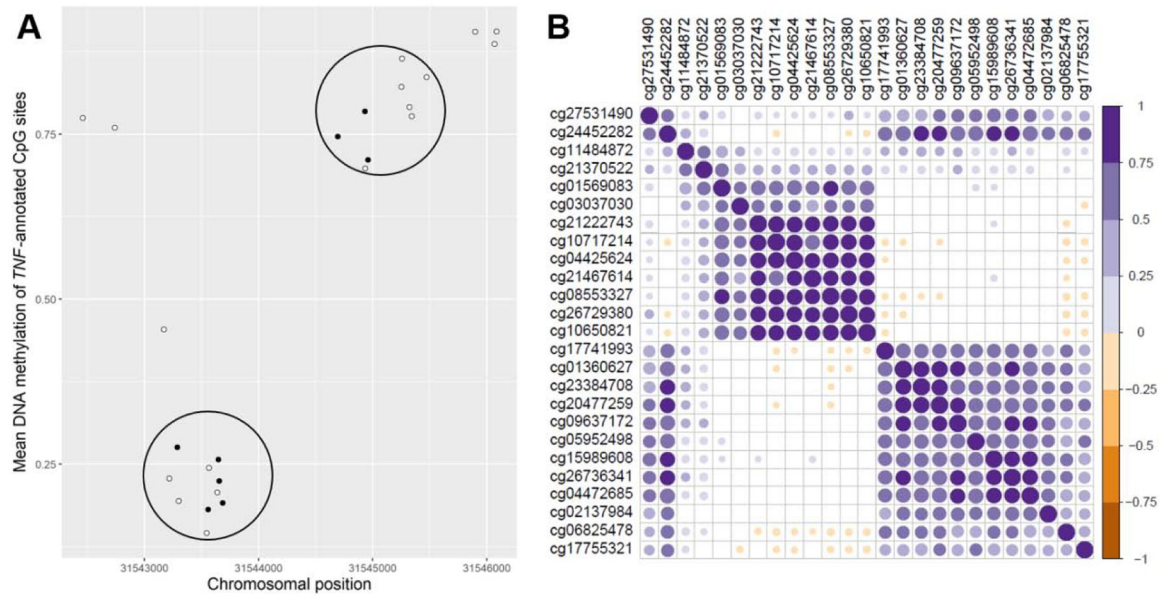 A
Mean DNA methylation of TNF-annotated CpG sites
0.75
0.50
0.25
31543000
31544000
31545000
31546000
Chromosomal position
B
cg27531490
cg24452282
cg11484872
cg21370522
cg01569083
cg03037030
cg21222743
cg10717214
cg04425624
cg21467614
cg08553327
cg26729380
cg10650821
cg17741993
cg01360627
cg23384708
cg20477259
cg09637172
cg05952498
cg15989608
cg26736341
cg04472685
cg02137984
cg06825478
cg17755321
cg27531490
cg24452282
cg11484872
cg21370522
cg01569083
cg03037030
cg21222743
cg10717214
cg04425624
cg21467614
cg08553327
cg26729380
cg10650821
cg17741993
cg01360627
cg23384708
cg20477259
cg09637172
cg05952498
cg15989608
cg26736341
cg04472685
cg02137984
cg06825478
cg17755321
1
0.75
0.5
0.25
0
−0.25
−0.5
−0.75
−1